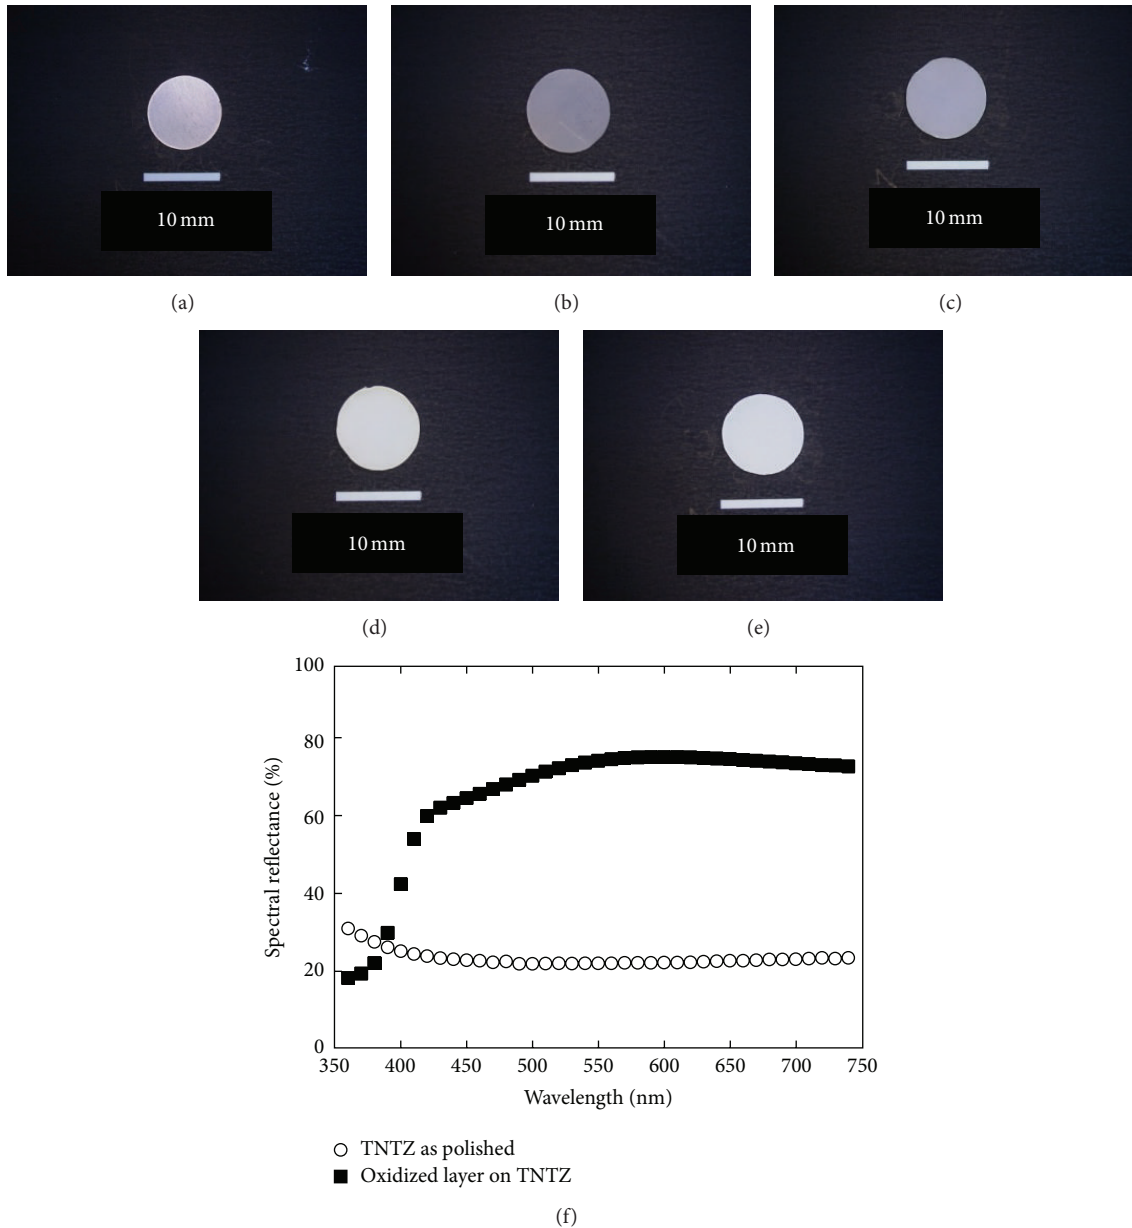 10 mm
10 mm
10 mm
(a)
(b)
(c)
10 mm
10 mm
(d)
(e)
100
80
60
40
20
0
Spectral reflectance (%)
350 400 450 500 550 600 650 700 750
Wavelength (nm)
TNTZ as polished
Oxidized layer on TNTZ
(f)